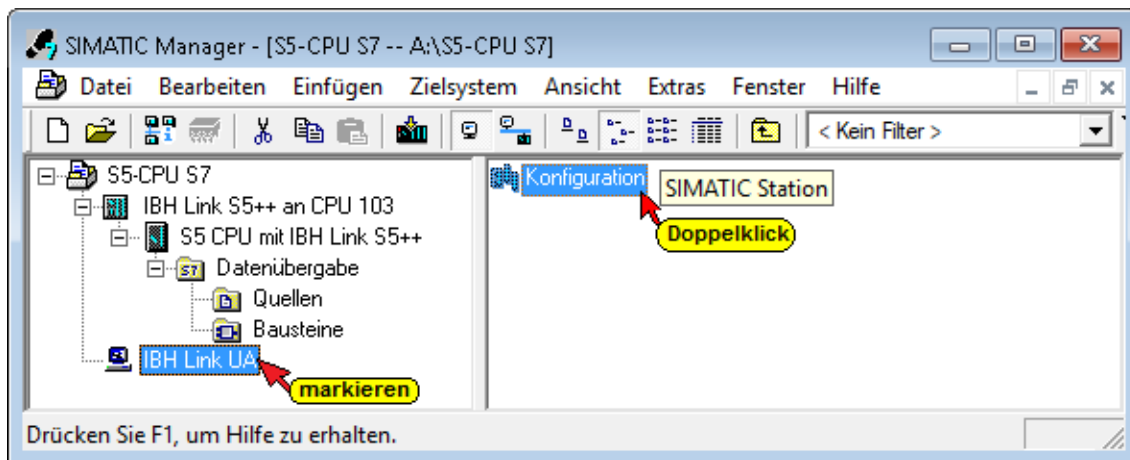 SIMATIC Manager - [S5-CPU S7 -- A:\S5-CPU S7]
Datei Bearbeiten Einfügen Zielsystem Ansicht Extras Fenster Hilfe
< Kein Filter >
S5-CPU S7
IBH Link S5++ an CPU 103
S5 CPU mit IBH Link S5++
Datenübergabe
Quellen
Bausteine
IBH Link UA
markieren
Konfiguration
SIMATIC Station
Doppelklick
Drücken Sie F1, um Hilfe zu erhalten.